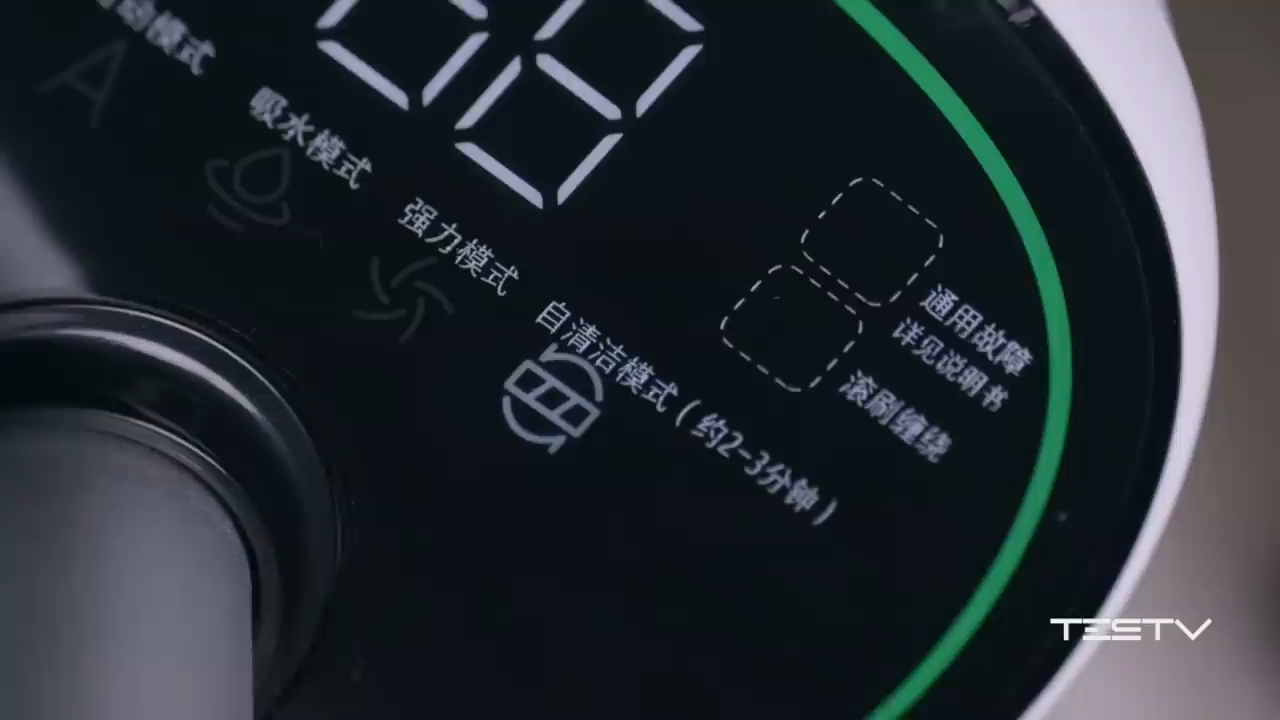 动模式
吸水模式
强力模式
自清洁模式(约2-3分钟)
通用故障
详见说明书
滚刷缠绕
TESTV